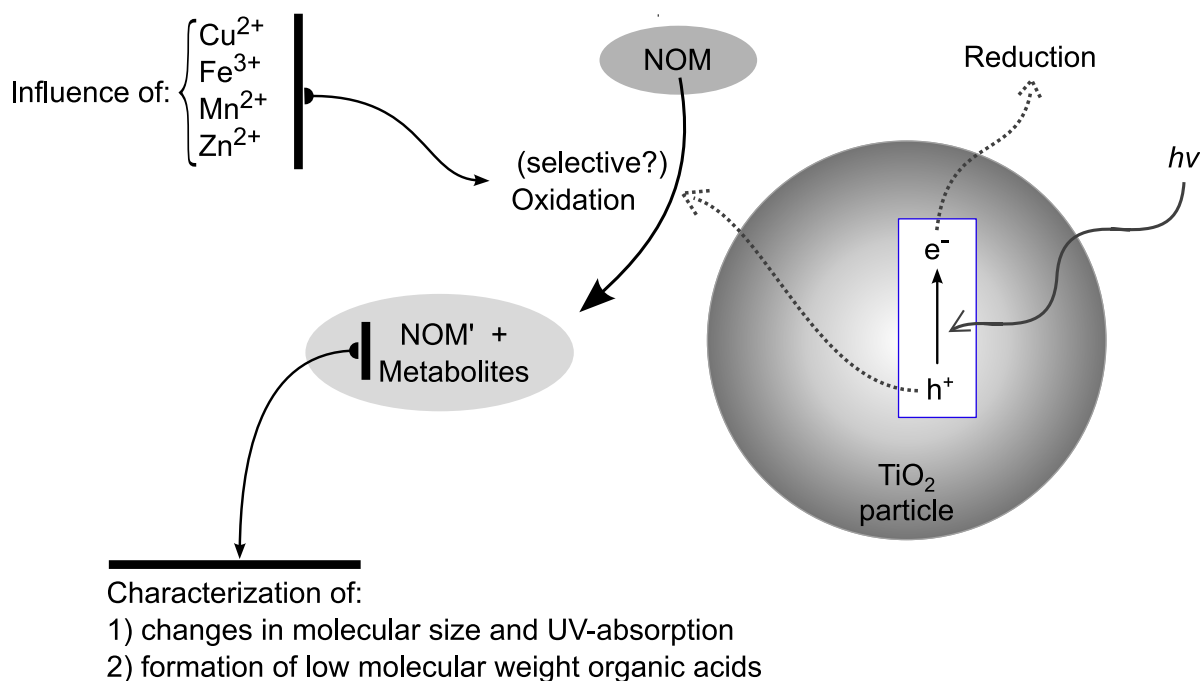 Influence of:
Cu²⁺
Fe³⁺
Mn²⁺
Zn²⁺
NOM
(selective?)
Oxidation
Reduction
hν
e⁻
h⁺
TiO₂
particle
NOM' +
Metabolites
Characterization of:
1) changes in molecular size and UV-absorption
2) formation of low molecular weight organic acids